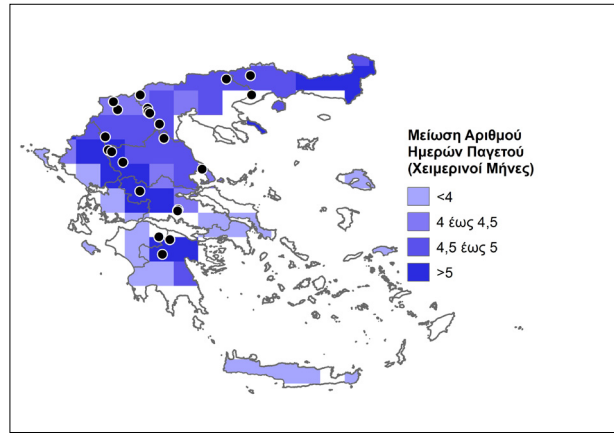 Μείωση Αριθμού
Ημερών Παγετού
(Χειμερινοί Μήνες)
<4
4 έως 4,5
4,5 έως 5
>5